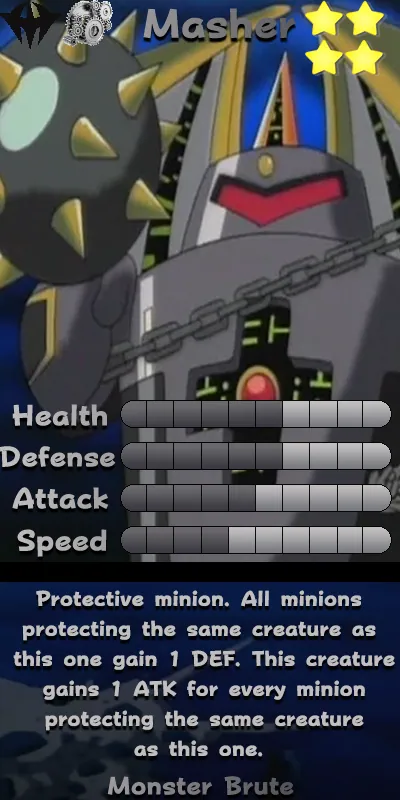 Masher
Health
Defense
Attack
Speed
Protective minion. All minions
protecting the same creature as
this one gain 1 DEF. This creature
gains 1 ATK for every minion
protecting the same creature
as this one.
Monster Brute